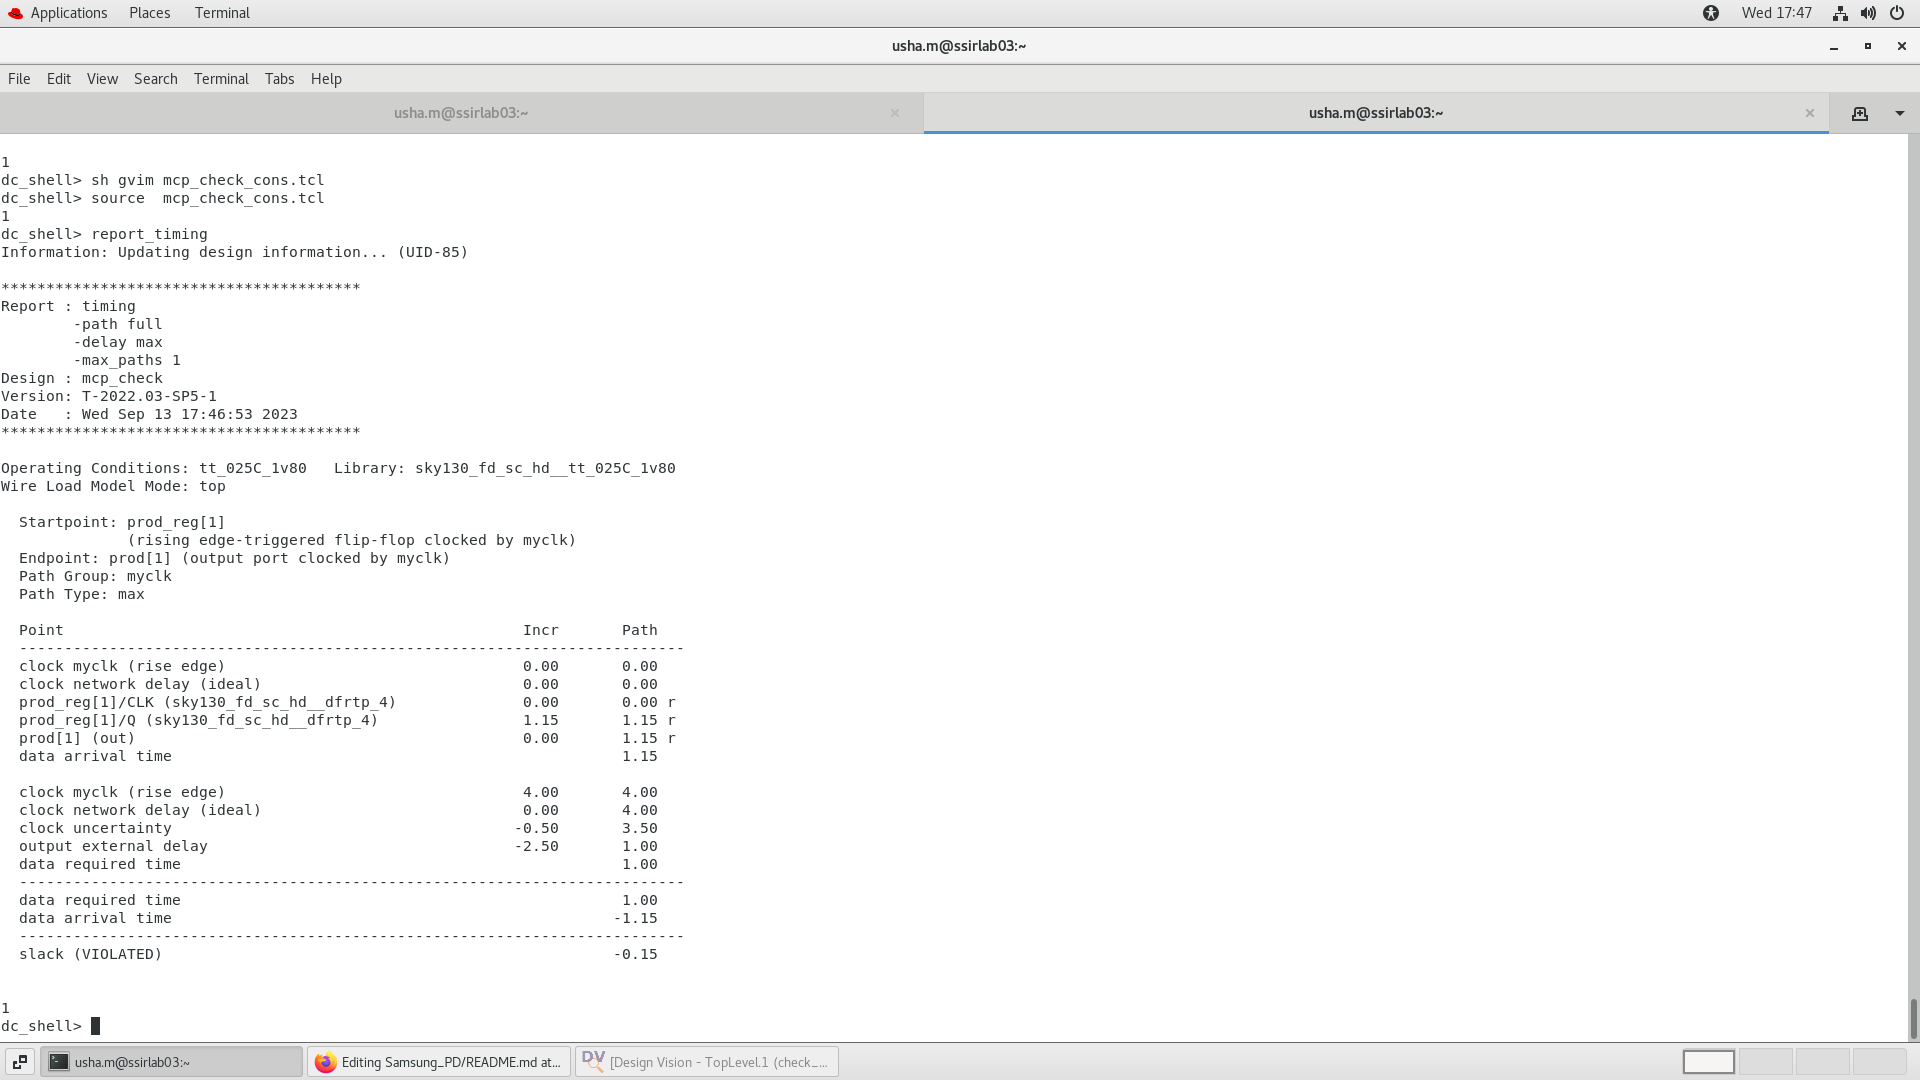 Applications Places Terminal Wed 17:47
usha.m@ssirlab03:~
File Edit View Search Terminal Tabs Help
usha.m@ssirlab03:~ × usha.m@ssirlab03:~ ×
1
dc_shell> sh gvim mcp_check_cons.tcl
dc_shell> source  mcp_check_cons.tcl
1
dc_shell> report_timing
Information: Updating design information... (UID-85)
****************************************
Report : timing
        -path full
        -delay max
        -max_paths 1
Design : mcp_check
Version: T-2022.03-SP5-1
Date   : Wed Sep 13 17:46:53 2023
****************************************
Operating Conditions: tt_025C_1v80   Library: sky130_fd_sc_hd__tt_025C_1v80
Wire Load Model Mode: top
  Startpoint: prod_reg[1]
              (rising edge-triggered flip-flop clocked by myclk)
  Endpoint: prod[1] (output port clocked by myclk)
  Path Group: myclk
  Path Type: max
  Point                                                   Incr       Path
  --------------------------------------------------------------------------
  clock myclk (rise edge)                                 0.00       0.00
  clock network delay (ideal)                             0.00       0.00
  prod_reg[1]/CLK (sky130_fd_sc_hd__dfrtp_4)              0.00       0.00 r
  prod_reg[1]/Q (sky130_fd_sc_hd__dfrtp_4)                1.15       1.15 r
  prod[1] (out)                                           0.00       1.15 r
  data arrival time                                                  1.15
  clock myclk (rise edge)                                 4.00       4.00
  clock network delay (ideal)                             0.00       4.00
  clock uncertainty                                      -0.50       3.50
  output external delay                                  -2.50       1.00
  data required time                                                 1.00
  --------------------------------------------------------------------------
  data required time                                                 1.00
  data arrival time                                                 -1.15
  --------------------------------------------------------------------------
  slack (VIOLATED)                                                  -0.15
1
dc_shell>
usha.m@ssirlab03:~ Editing Samsung_PD/README.md at... DV [Design Vision - TopLevel.1 (check_...